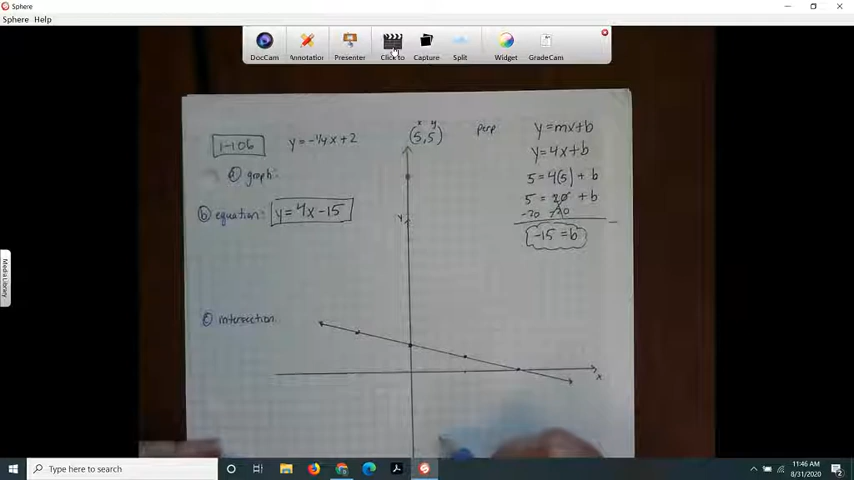 Sphere
Sphere Help
DocCam Annotation Presenter Click to Capture Split Widget GradeCam
1-106 y=-1/4x+2
x y
(5,5) perp
y=mx+b
y=4x+b
5=4(5)+b
5=20+b
-20 -20
-15=b
a graph:
b equation: y=4x-15
y
c intersection
x
Media Library
Type here to search
11:46 AM
8/31/2020
2